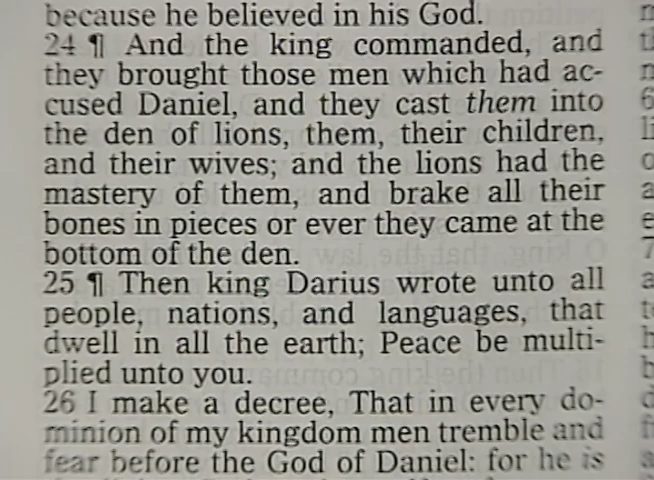 because he believed in his God.
24 ¶ And the king commanded, and
they brought those men which had ac-
cused Daniel, and they cast them into
the den of lions, them, their children,
and their wives; and the lions had the
mastery of them, and brake all their
bones in pieces or ever they came at the
bottom of the den.
25 ¶ Then king Darius wrote unto all
people, nations, and languages, that
dwell in all the earth; Peace be multi-
plied unto you.
26 I make a decree, That in every do-
minion of my kingdom men tremble and
fear before the God of Daniel: for he is